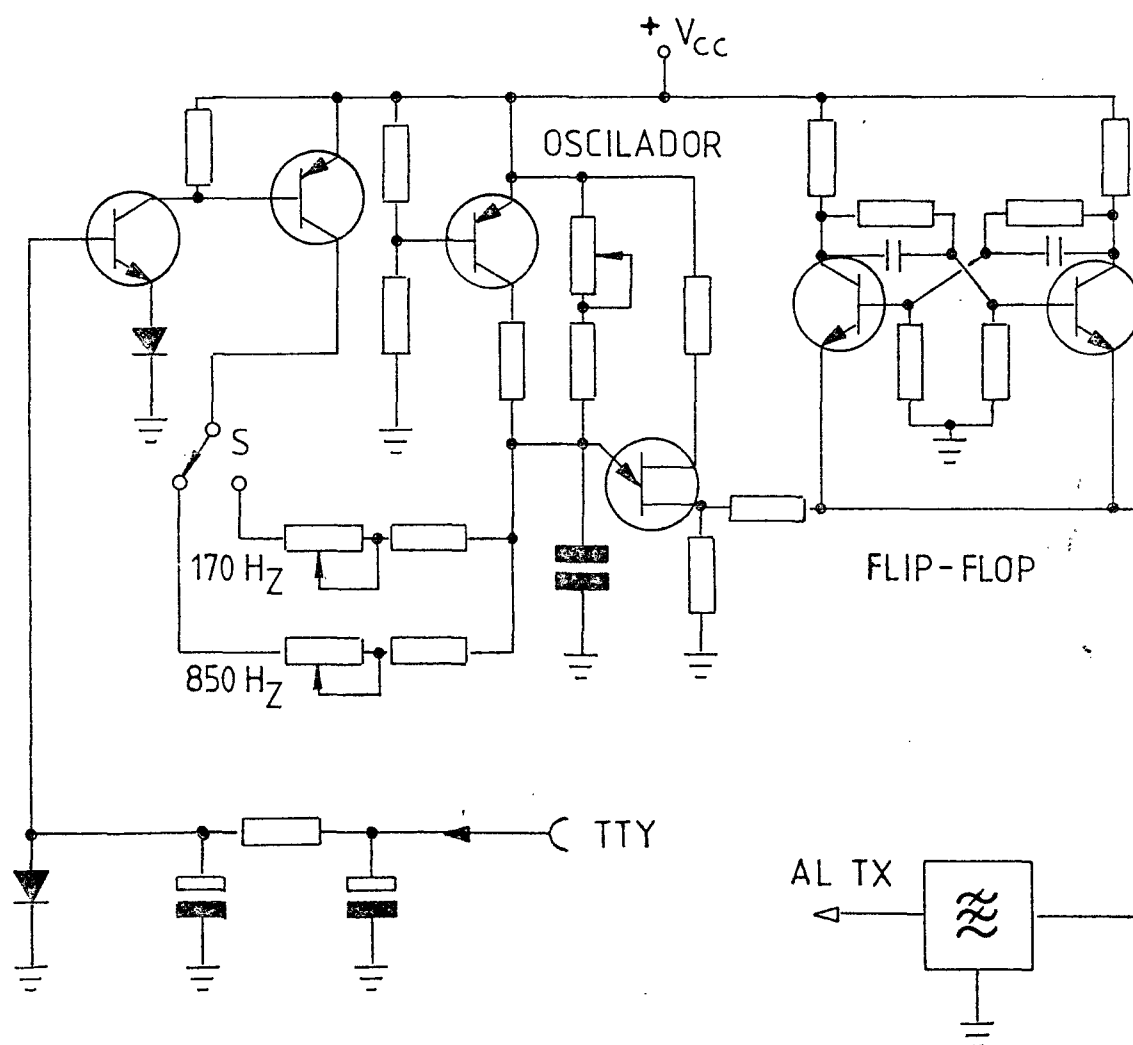 + VCC
OSCILADOR
S
170 HZ
FLIP-FLOP
850 HZ
TTY
AL TX